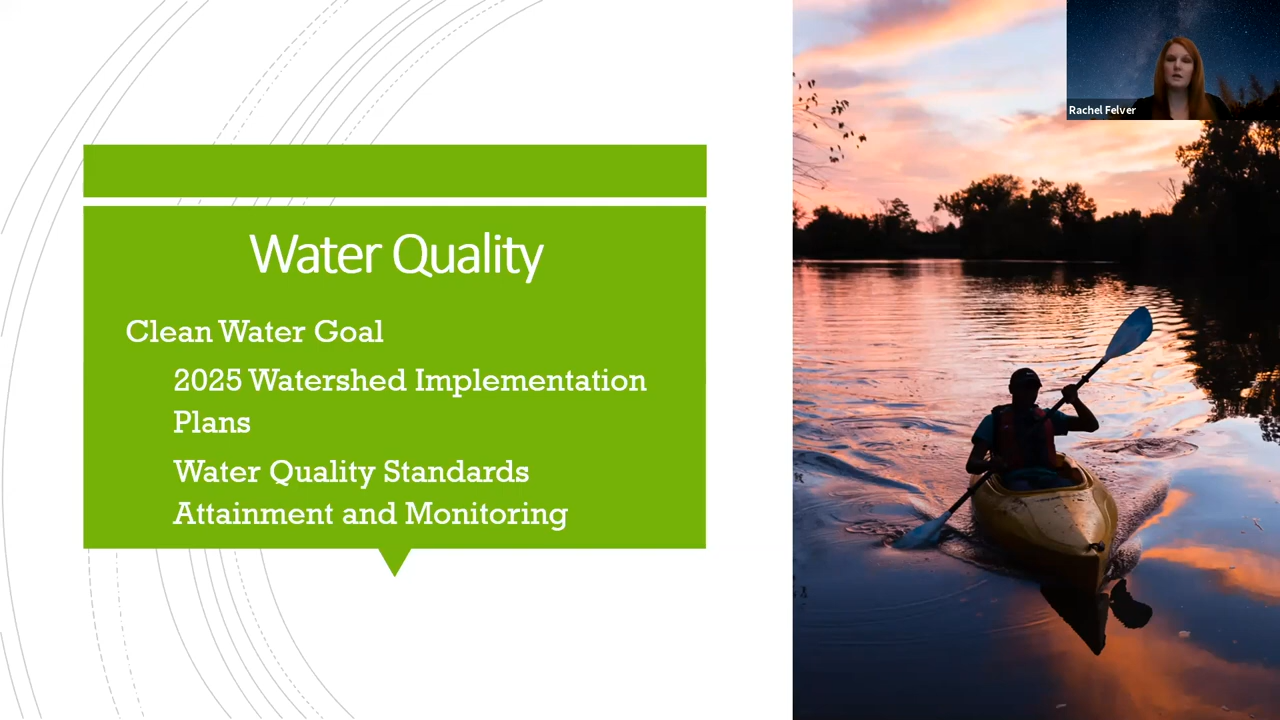 Water Quality
Clean Water Goal
2025 Watershed Implementation
Plans
Water Quality Standards
Attainment and Monitoring
Rachel Felver